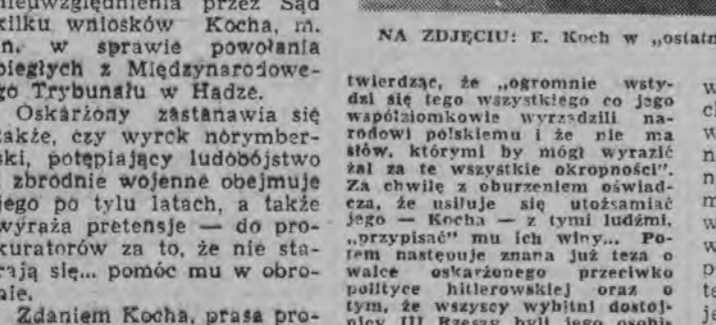 nieuwzględnienia przez Sąd
kilku wniosków Kocha, m.
in. w sprawie powołania
biegłych z Międzynarodowe-
go Trybunału w Hadze.
Oskarżony zastanawia się
także, czy wyrok norymber-
ski, potępiający ludobójstwo
i zbrodnie wojenne obejmuje
jego po tylu latach, a także
wyraża pretensje — do pro-
kuratorów za to, że nie sta-
rają się... pomóc mu w obro-
nie.
Zdaniem Kocha, prasa pro-
NA ZDJĘCIU: E. Koch w „ostatn
twierdząc, że „ogromnie wsty-
dzi się tego wszystkiego co jego
współziomkowie wyrządzili na-
rodowi polskiemu i że nie ma
słów, którymi by mógł wyrazić
żal za te wszystkie okropności".
Za chwilę z oburzeniem oświad-
cza, że usiłuje się utożsamiać
jego — Kocha — z tymi ludźmi,
„przypisać" mu ich winy... Po-
tem następuje znana już teza o
walce oskarżonego przeciwko
polityce hitlerowskiej oraz o
tym, że wszyscy wybitni dostoj-
nicy III Rzeszy byli jego osobis